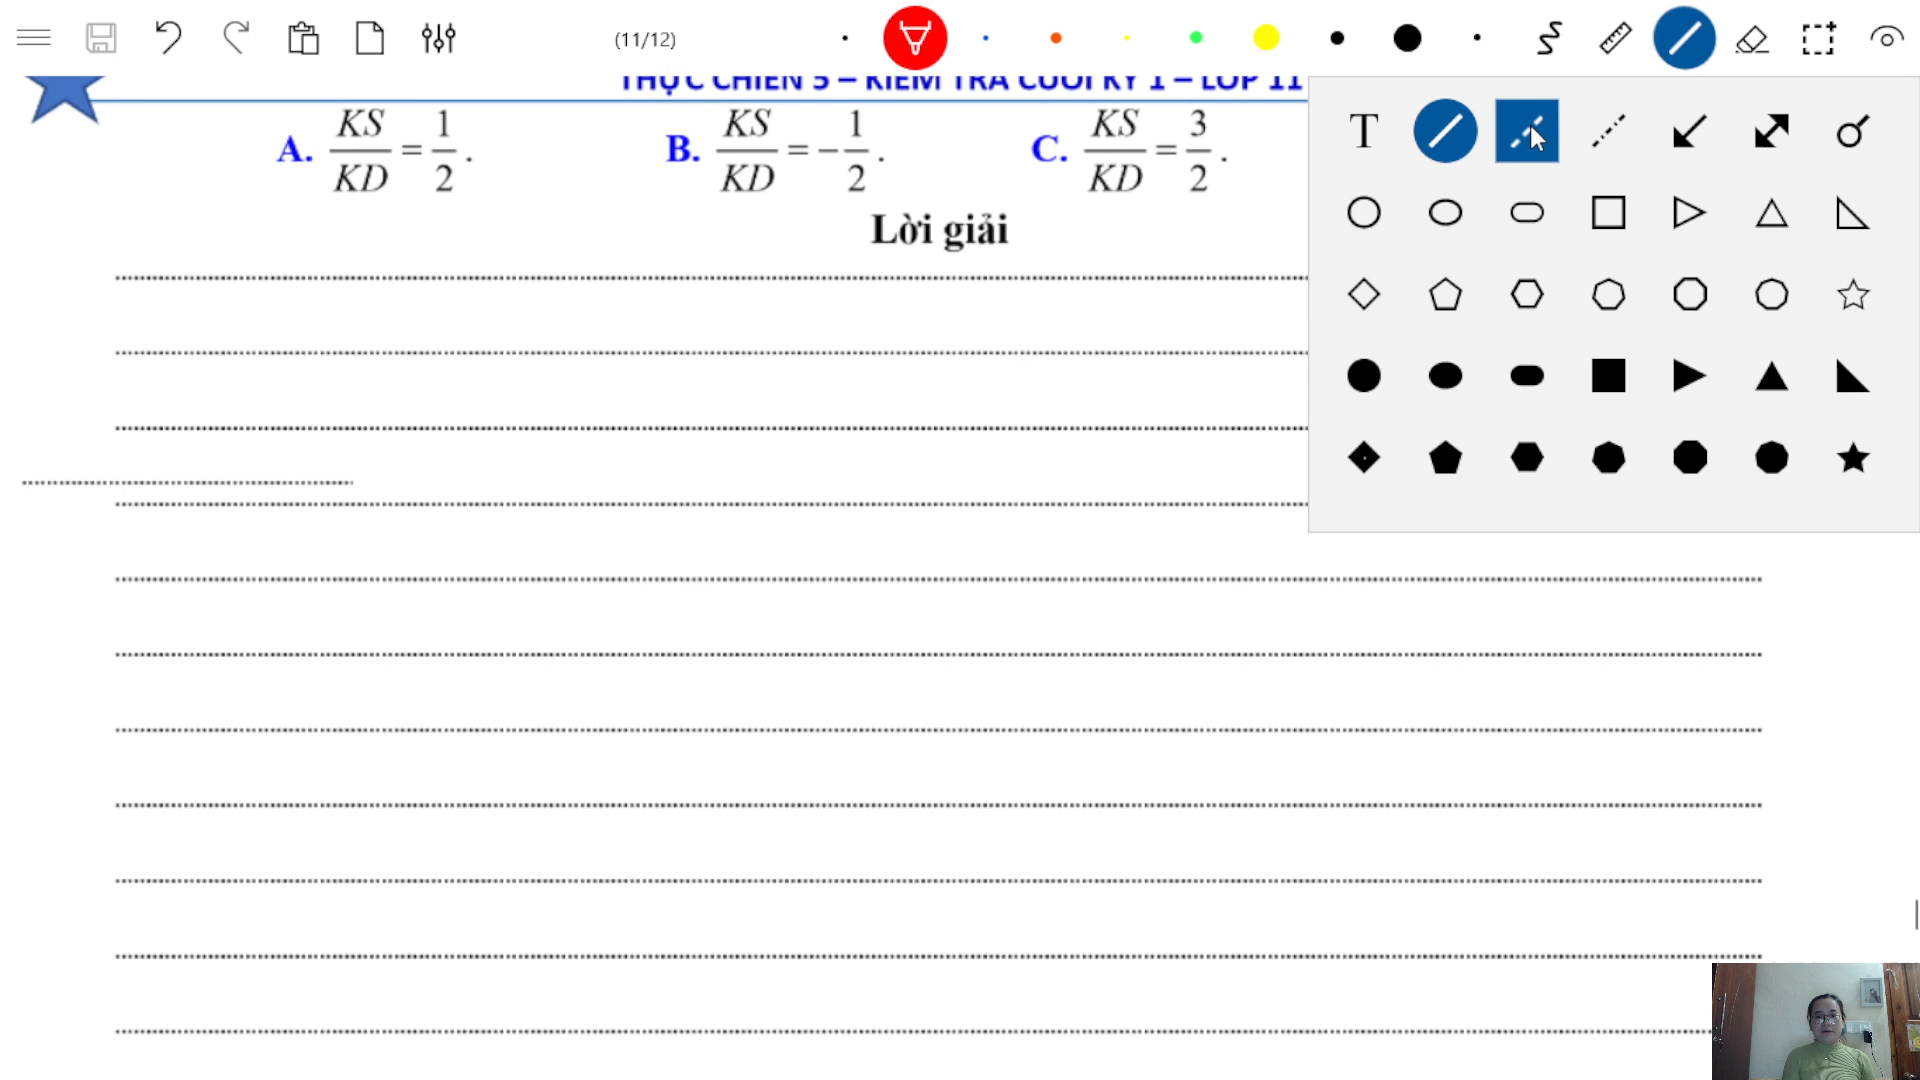 (11/12)
T
THỰC CHIẾN 5 – KIỂM TRA CUỐI KỲ 1 – LỚP 11
A. KS/KD = 1/2 . B. KS/KD = −1/2 . C. KS/KD = 3/2 .
Lời giải